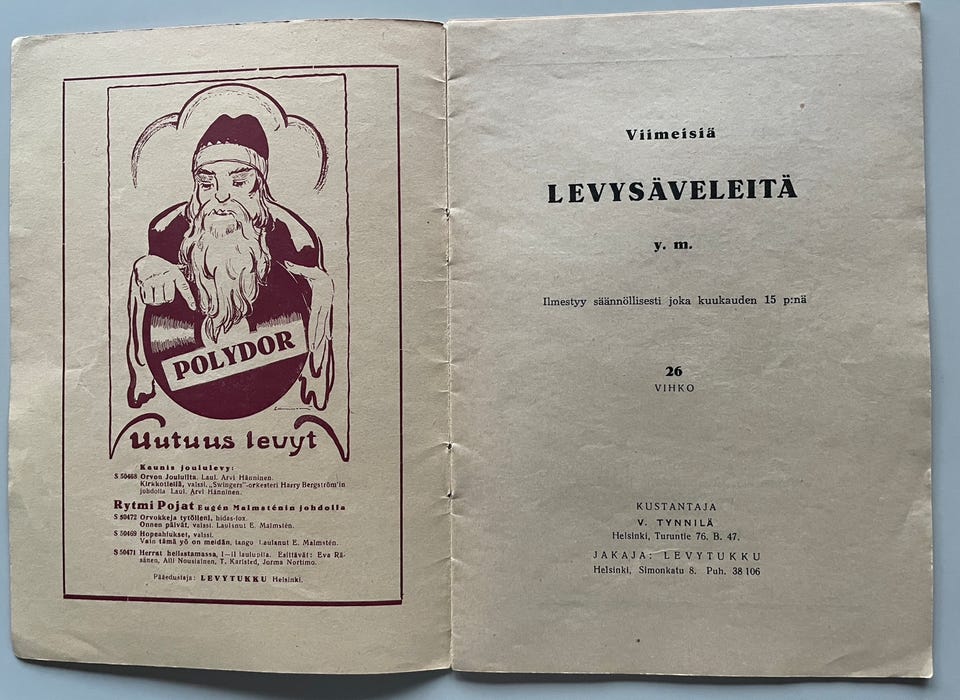 POLYDOR
Uutuus levyt
Kaunis joululevy:
S 50468 Orvon Jouluilta. Laul. Arvi Hänninen.
Kirkkotiellä, valssi. „Swingers"-orkesteri Harry Bergström'in
johdolla Laul. Arvi Hänninen.
Rytmi Pojat Eugén Malmsténin johdolla
S 50472 Orvokkeja tytölleni, hidas-fox.
Onnen päivät, valssi. Laulanut E. Malmstén.
S 50469 Hopeahiukset, valssi.
Vain tämä yö on meidän, tango Laulanut E. Malmstén.
S 50471 Herrat hellastamassa, I—II laulupila. Esittävät: Eva Rä-
sänen, Aili Nousiainen, T. Karisted, Jorma Nortimo.
Pääedustaja: LEVYTUKKU Helsinki.
Viimeisiä
LEVYSÄVELEITÄ
y. m.
Ilmestyy säännöllisesti joka kuukauden 15 p:nä
26
VIHKO
KUSTANTAJA
V. TYNNILÄ
Helsinki, Turuntie 76. B. 47.
JAKAJA: LEVYTUKKU
Helsinki, Simonkatu 8. Puh. 38 106